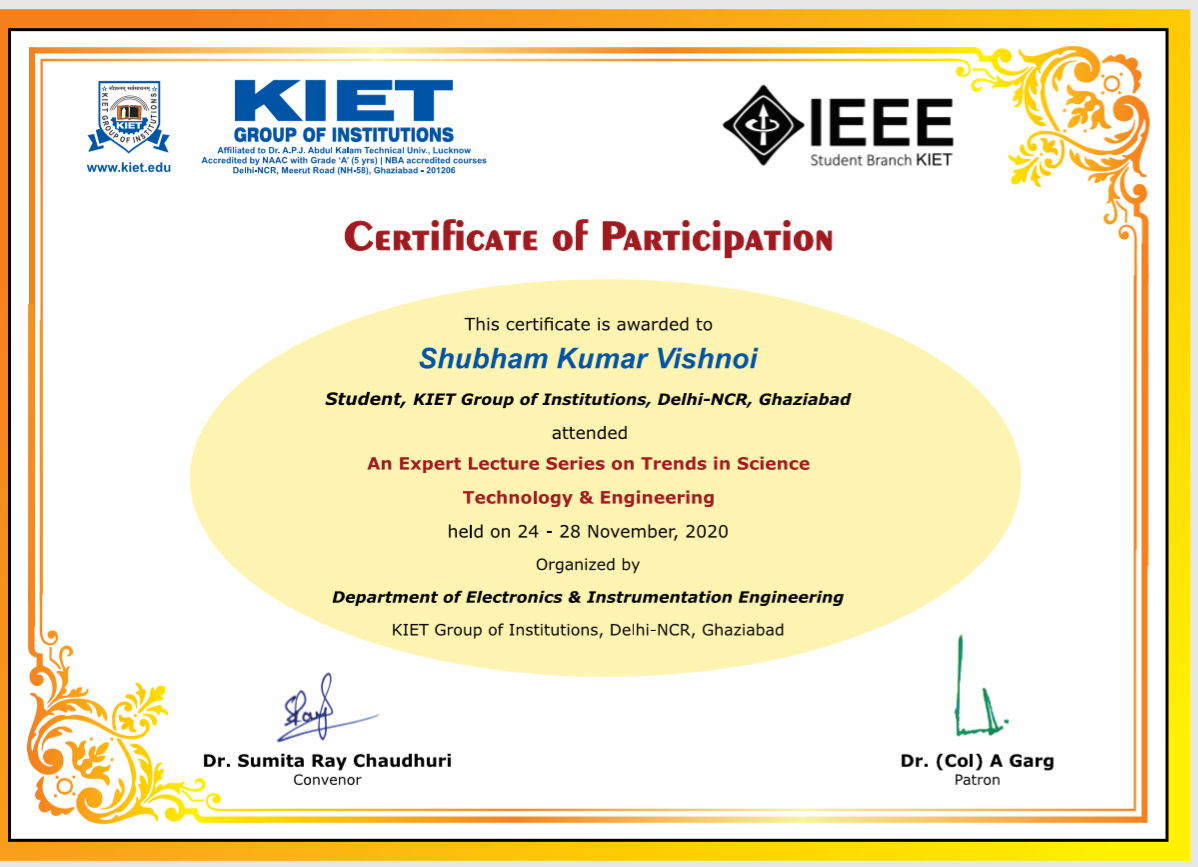 KIET GROUP OF INSTITUTIONS
KIET
www.kiet.edu
KIET
GROUP OF INSTITUTIONS
Affiliated to Dr. A.P.J. Abdul Kalam Technical Univ., Lucknow
Accredited by NAAC with Grade ‘A’ (5 yrs) | NBA accredited courses
Delhi-NCR, Meerut Road (NH-58), Ghaziabad - 201206
IEEE
Student Branch KIET
Certificate of Participation
This certificate is awarded to
Shubham Kumar Vishnoi
Student, KIET Group of Institutions, Delhi-NCR, Ghaziabad
attended
An Expert Lecture Series on Trends in Science
Technology & Engineering
held on 24 - 28 November, 2020
Organized by
Department of Electronics & Instrumentation Engineering
KIET Group of Institutions, Delhi-NCR, Ghaziabad
Dr. Sumita Ray Chaudhuri
Convenor
Dr. (Col) A Garg
Patron